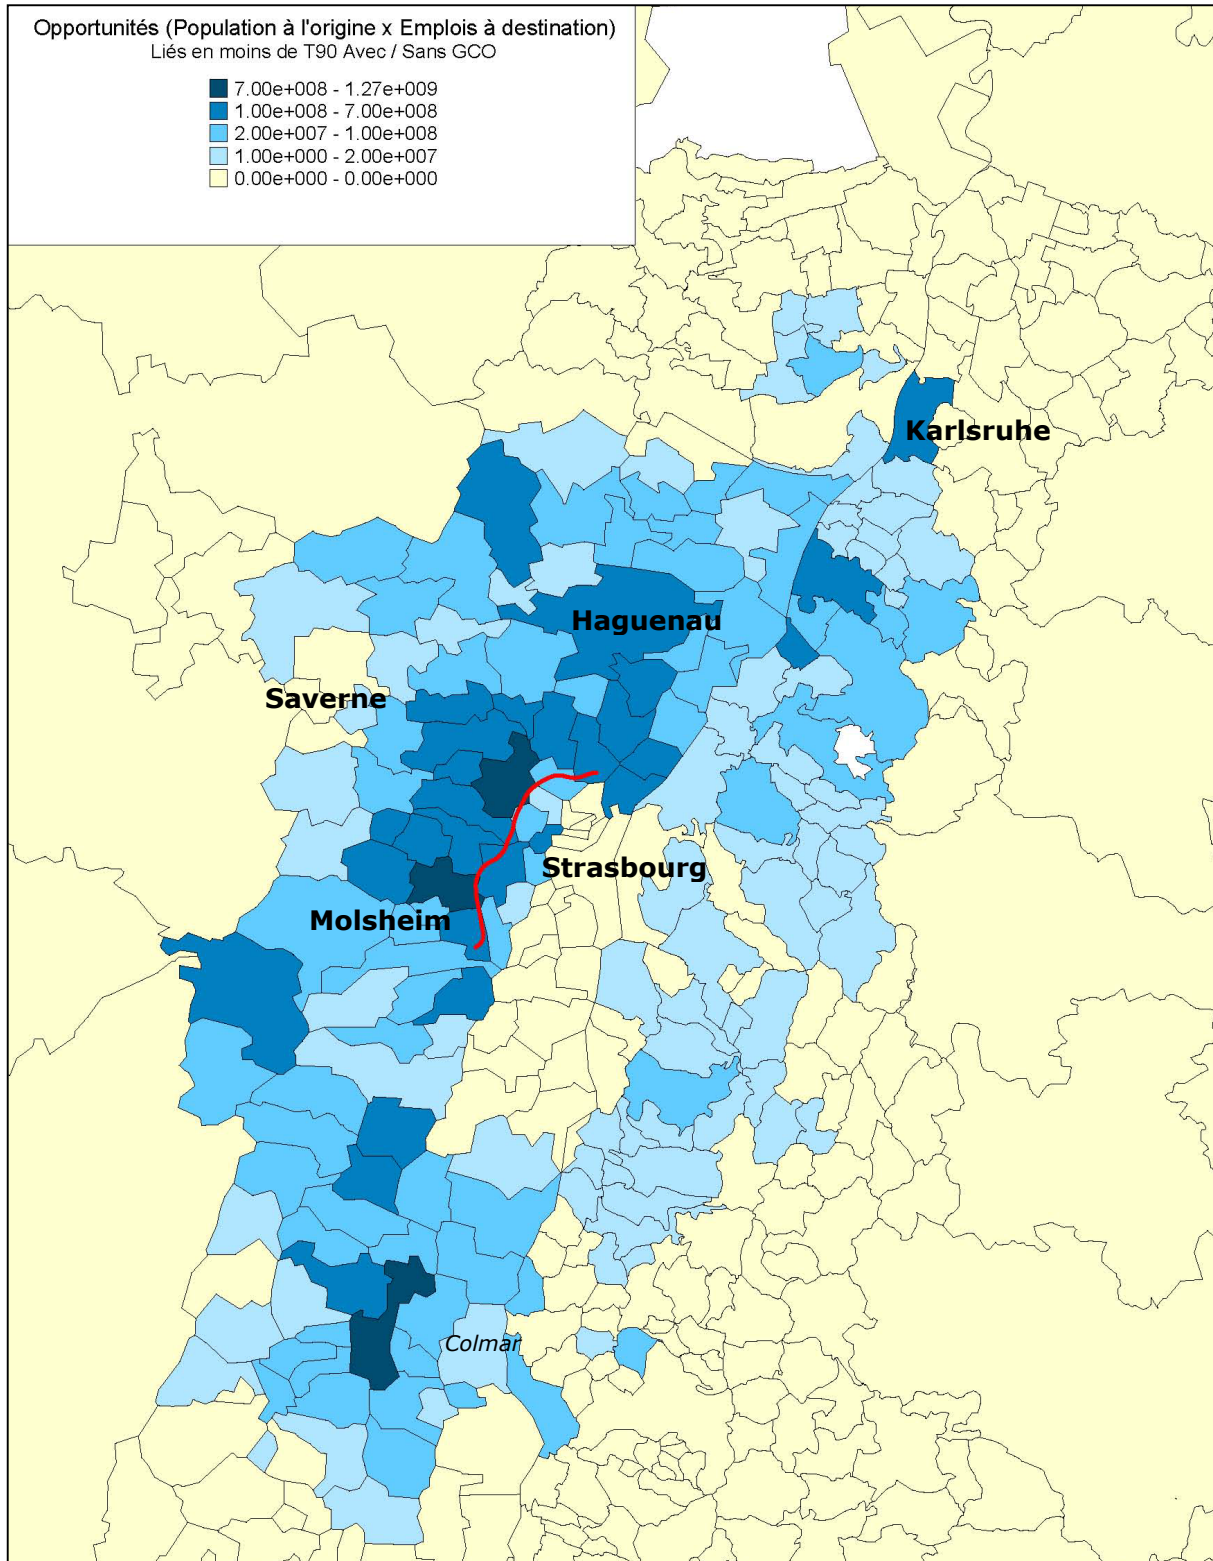 Opportunités (Population à l'origine x Emplois à destination)
Liés en moins de T90 Avec / Sans GCO
7.00e+008 - 1.27e+009
1.00e+008 - 7.00e+008
2.00e+007 - 1.00e+008
1.00e+000 - 2.00e+007
0.00e+000 - 0.00e+000
Karlsruhe
Haguenau
Saverne
Strasbourg
Molsheim
Colmar